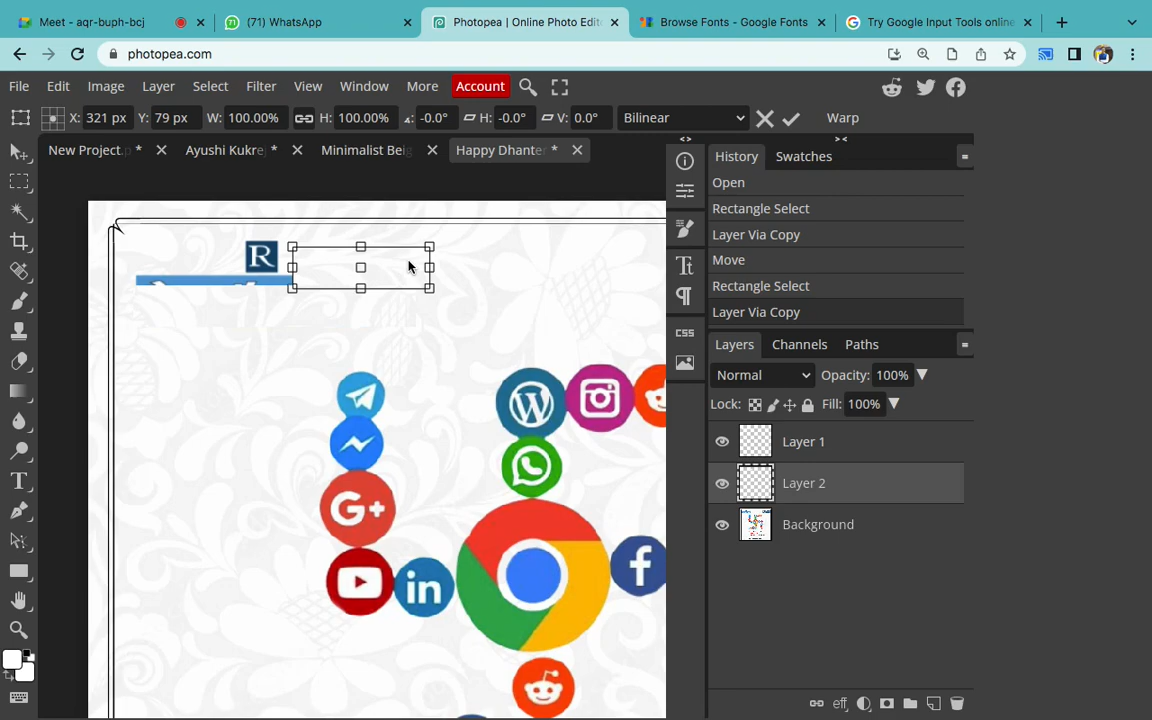 Meet - aqr-buph-bcj
(71) WhatsApp
Photopea | Online Photo Edit
Browse Fonts - Google Fonts
Try Google Input Tools online
photopea.com
File Edit Image Layer Select Filter View Window More Account
X: 321 px Y: 79 px W: 100.00% H: 100.00% -0.0° H: -0.0° V: 0.0° Bilinear Warp
New Project.p * Ayushi Kukre * Minimalist Beig Happy Dhanter *
History Swatches
Open
Rectangle Select
Layer Via Copy
Move
Rectangle Select
Layer Via Copy
Layers Channels Paths
Normal Opacity: 100%
Lock: Fill: 100%
Layer 1
Layer 2
Background
CSS
eff
R
G+
in
f